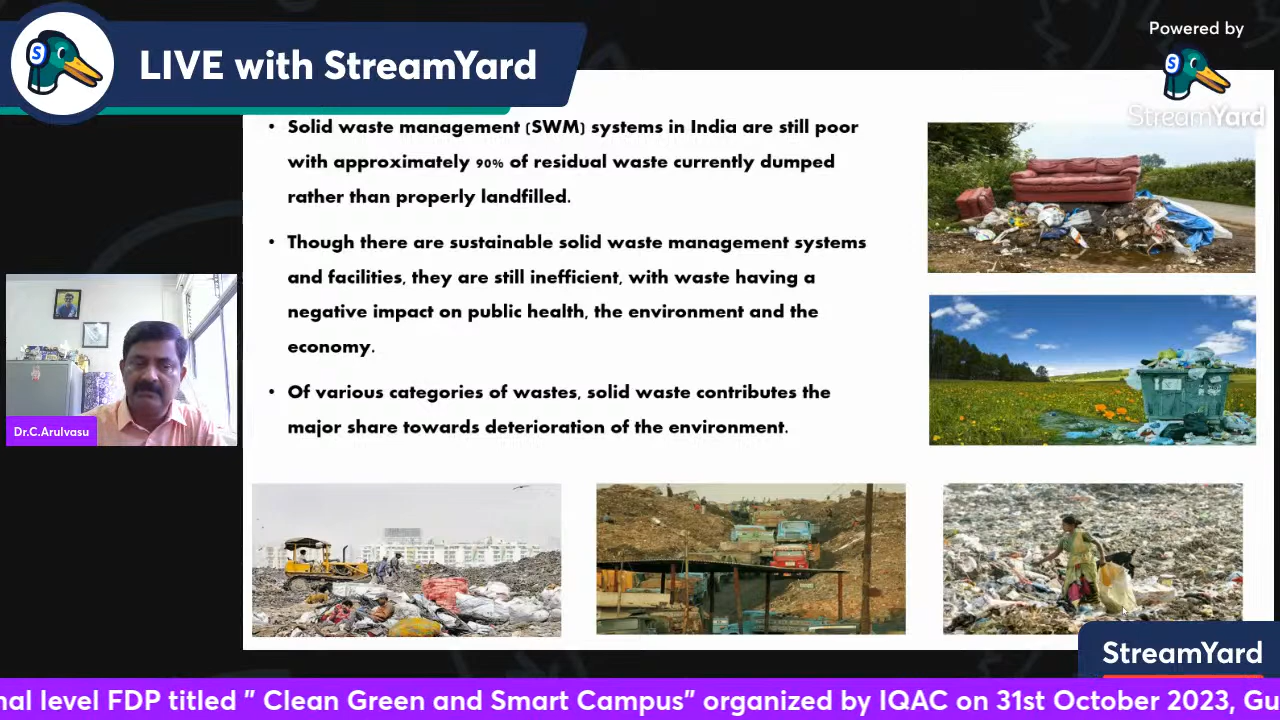 LIVE with StreamYard
Powered by
StreamYard
• Solid waste management (SWM) systems in India are still poor
with approximately 90% of residual waste currently dumped
rather than properly landfilled.
• Though there are sustainable solid waste management systems
and facilities, they are still inefficient, with waste having a
negative impact on public health, the environment and the
economy.
• Of various categories of wastes, solid waste contributes the
major share towards deterioration of the environment.
Dr.C.Arulvasu
StreamYard
nal level FDP titled " Clean Green and Smart Campus" organized by IQAC on 31st October 2023, Gu